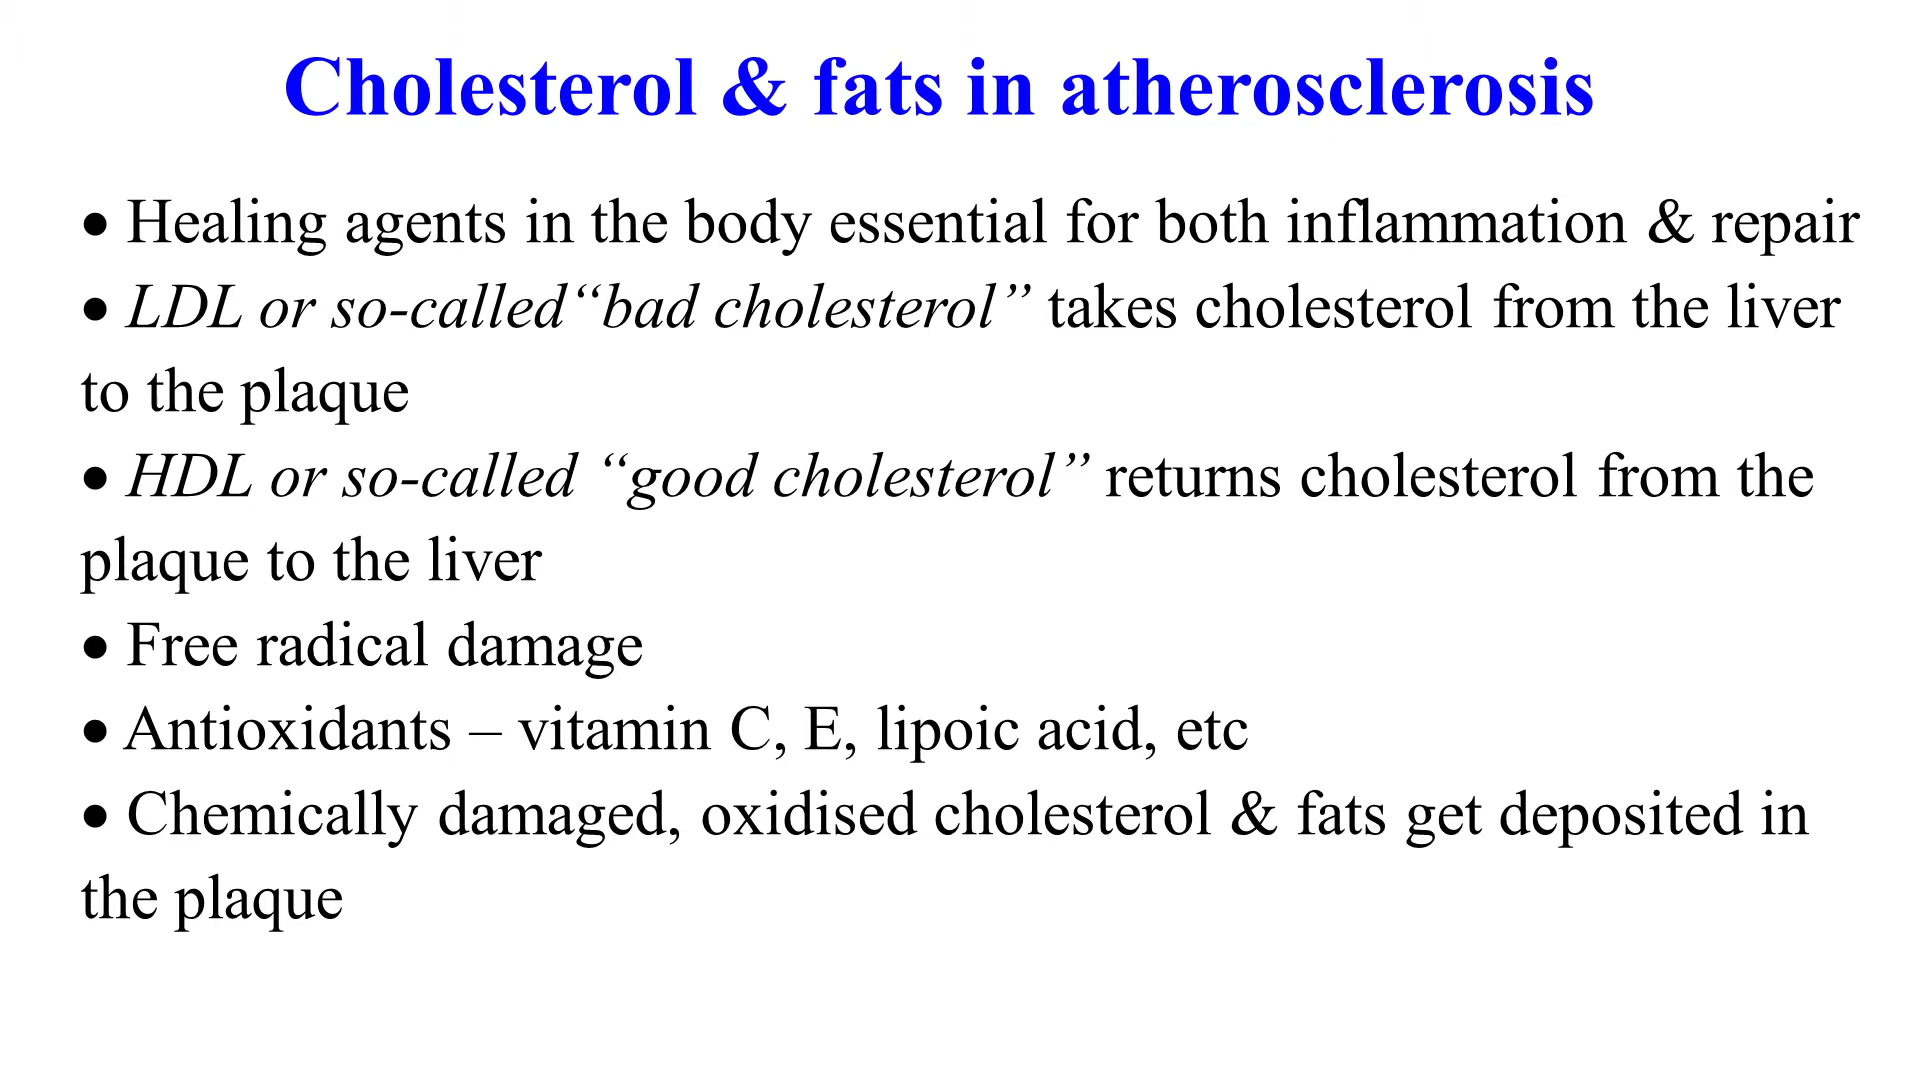 Cholesterol & fats in atherosclerosis
• Healing agents in the body essential for both inflammation & repair
• LDL or so-called“bad cholesterol” takes cholesterol from the liver
to the plaque
• HDL or so-called “good cholesterol” returns cholesterol from the
plaque to the liver
• Free radical damage
• Antioxidants – vitamin C, E, lipoic acid, etc
• Chemically damaged, oxidised cholesterol & fats get deposited in
the plaque